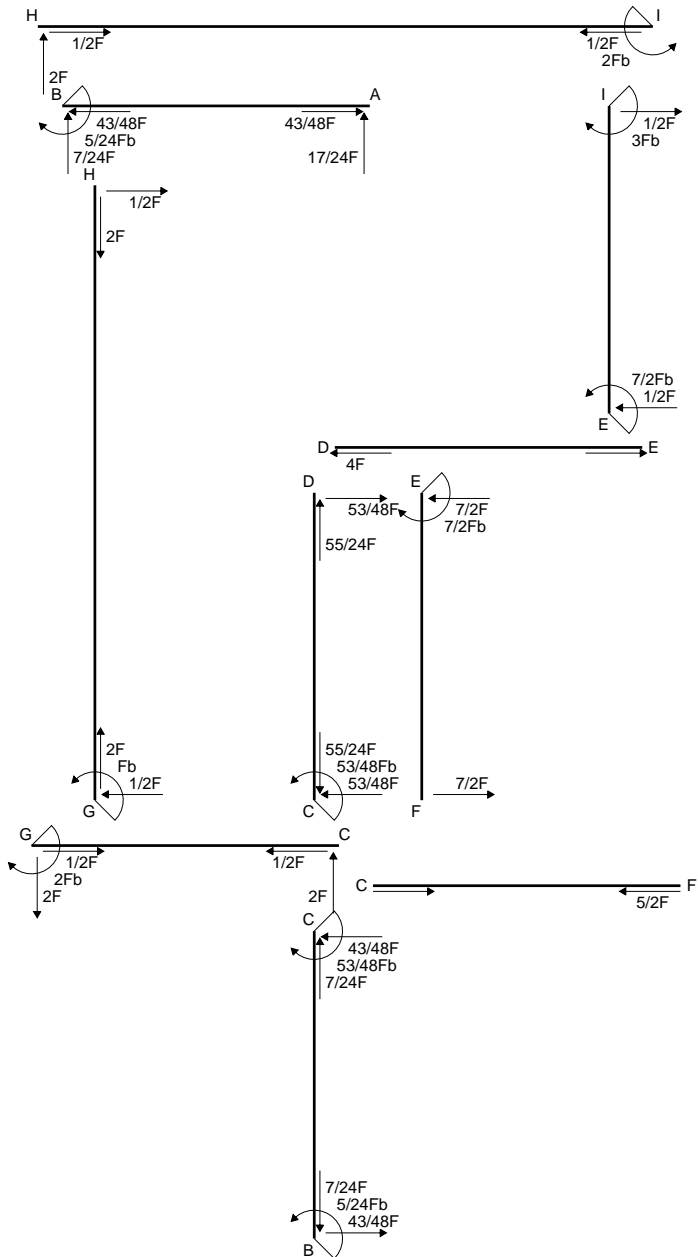 H
I
1/2F
1/2F
2Fb
2F
B
A
I
43/48F
43/48F
1/2F
5/24Fb
3Fb
7/24F
17/24F
H
1/2F
2F
7/2Fb
1/2F
E
D
E
4F
D
E
53/48F
7/2F
7/2Fb
55/24F
2F
Fb
1/2F
G
55/24F
53/48Fb
53/48F
C
7/2F
F
G
C
1/2F
1/2F
2Fb
2F
2F
C
F
5/2F
C
43/48F
53/48Fb
7/24F
7/24F
5/24Fb
43/48F
B